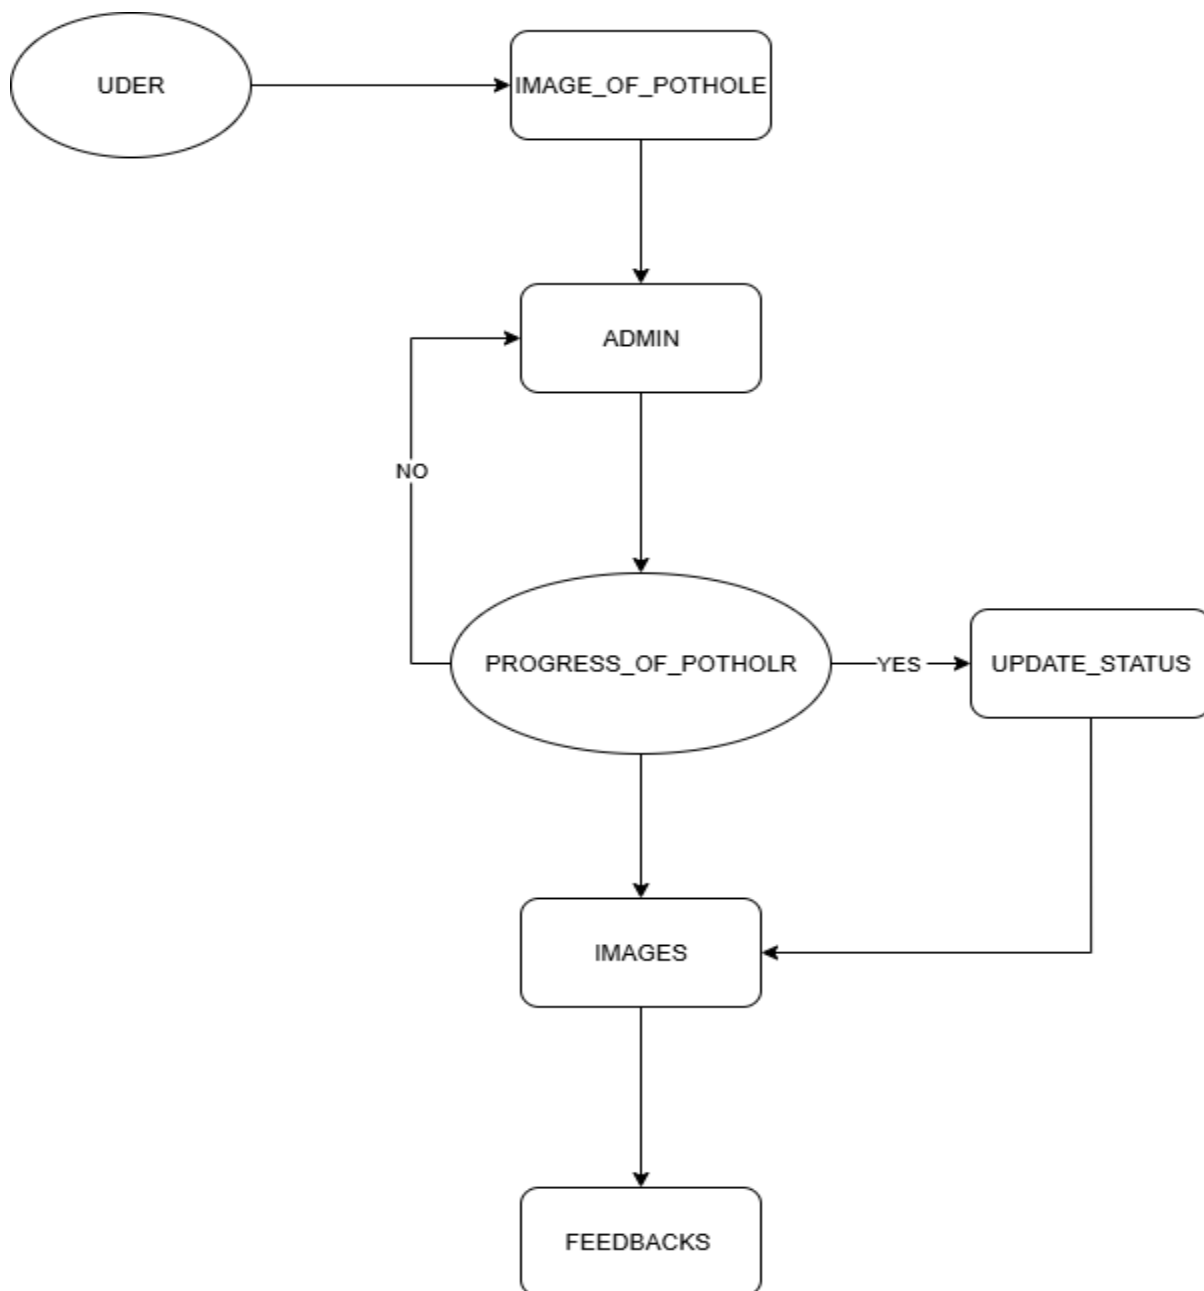 UDER
IMAGE_OF_POTHOLE
ADMIN
NO
PROGRESS_OF_POTHOLR
YES
UPDATE_STATUS
IMAGES
FEEDBACKS